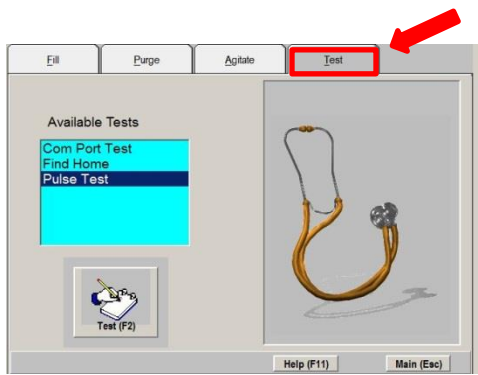 Fill Purge Agitate Test
Available Tests
Com Port Test
Find Home
Pulse Test
Test (F2)
Help (F11) Main (Esc)